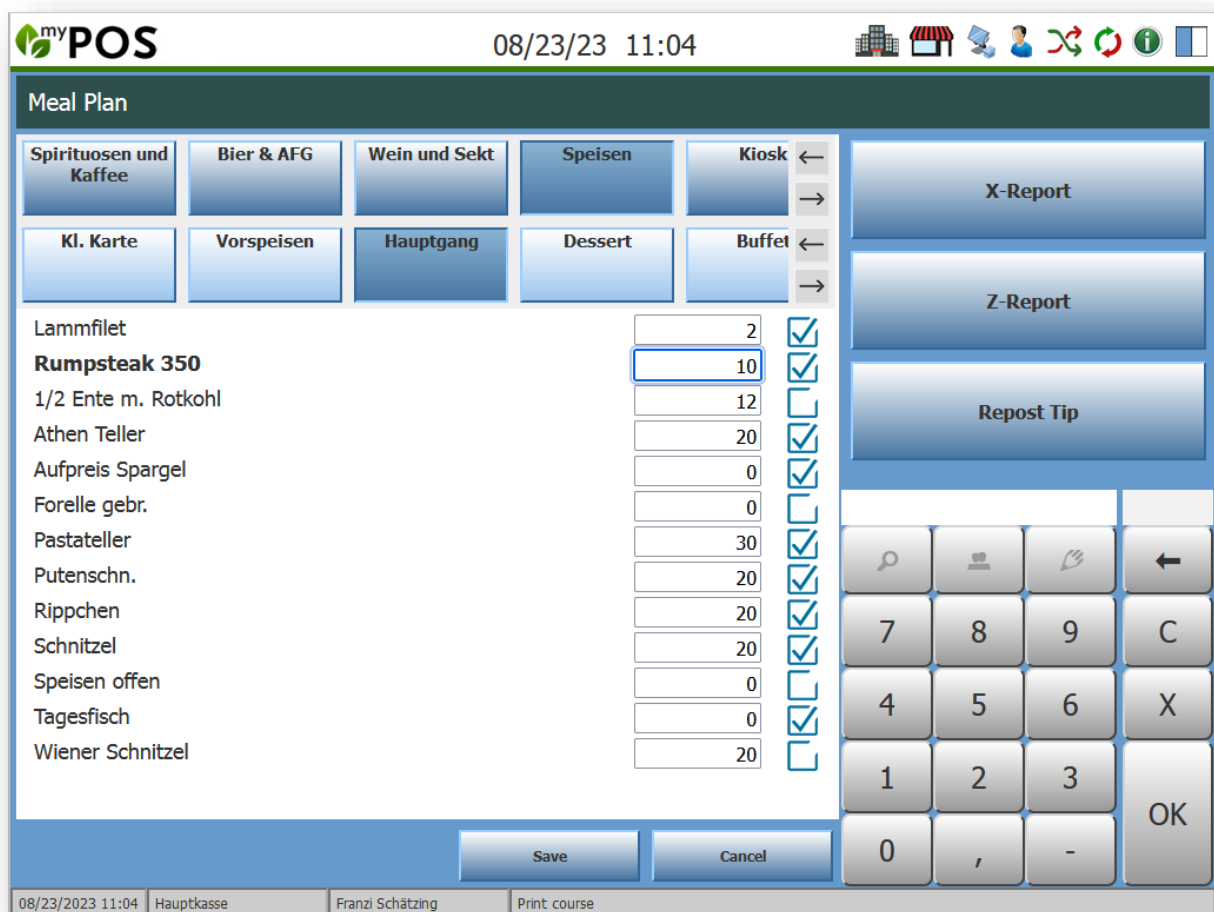 myPOS
08/23/23 11:04
Meal Plan
Spirituosen und
Kaffee
Bier & AFG
Wein und Sekt
Speisen
Kiosk
←
→
Kl. Karte
Vorspeisen
Hauptgang
Dessert
Buffet
←
→
Lammfilet 2
Rumpsteak 350 10
1/2 Ente m. Rotkohl 12
Athen Teller 20
Aufpreis Spargel 0
Forelle gebr. 0
Pastateller 30
Putenschn. 20
Rippchen 20
Schnitzel 20
Speisen offen 0
Tagesfisch 0
Wiener Schnitzel 20
Save
Cancel
X-Report
Z-Report
Repost Tip
7 8 9 C
4 5 6 X
1 2 3
OK
0 , -
08/23/2023 11:04 Hauptkasse Franzi Schätzing Print course